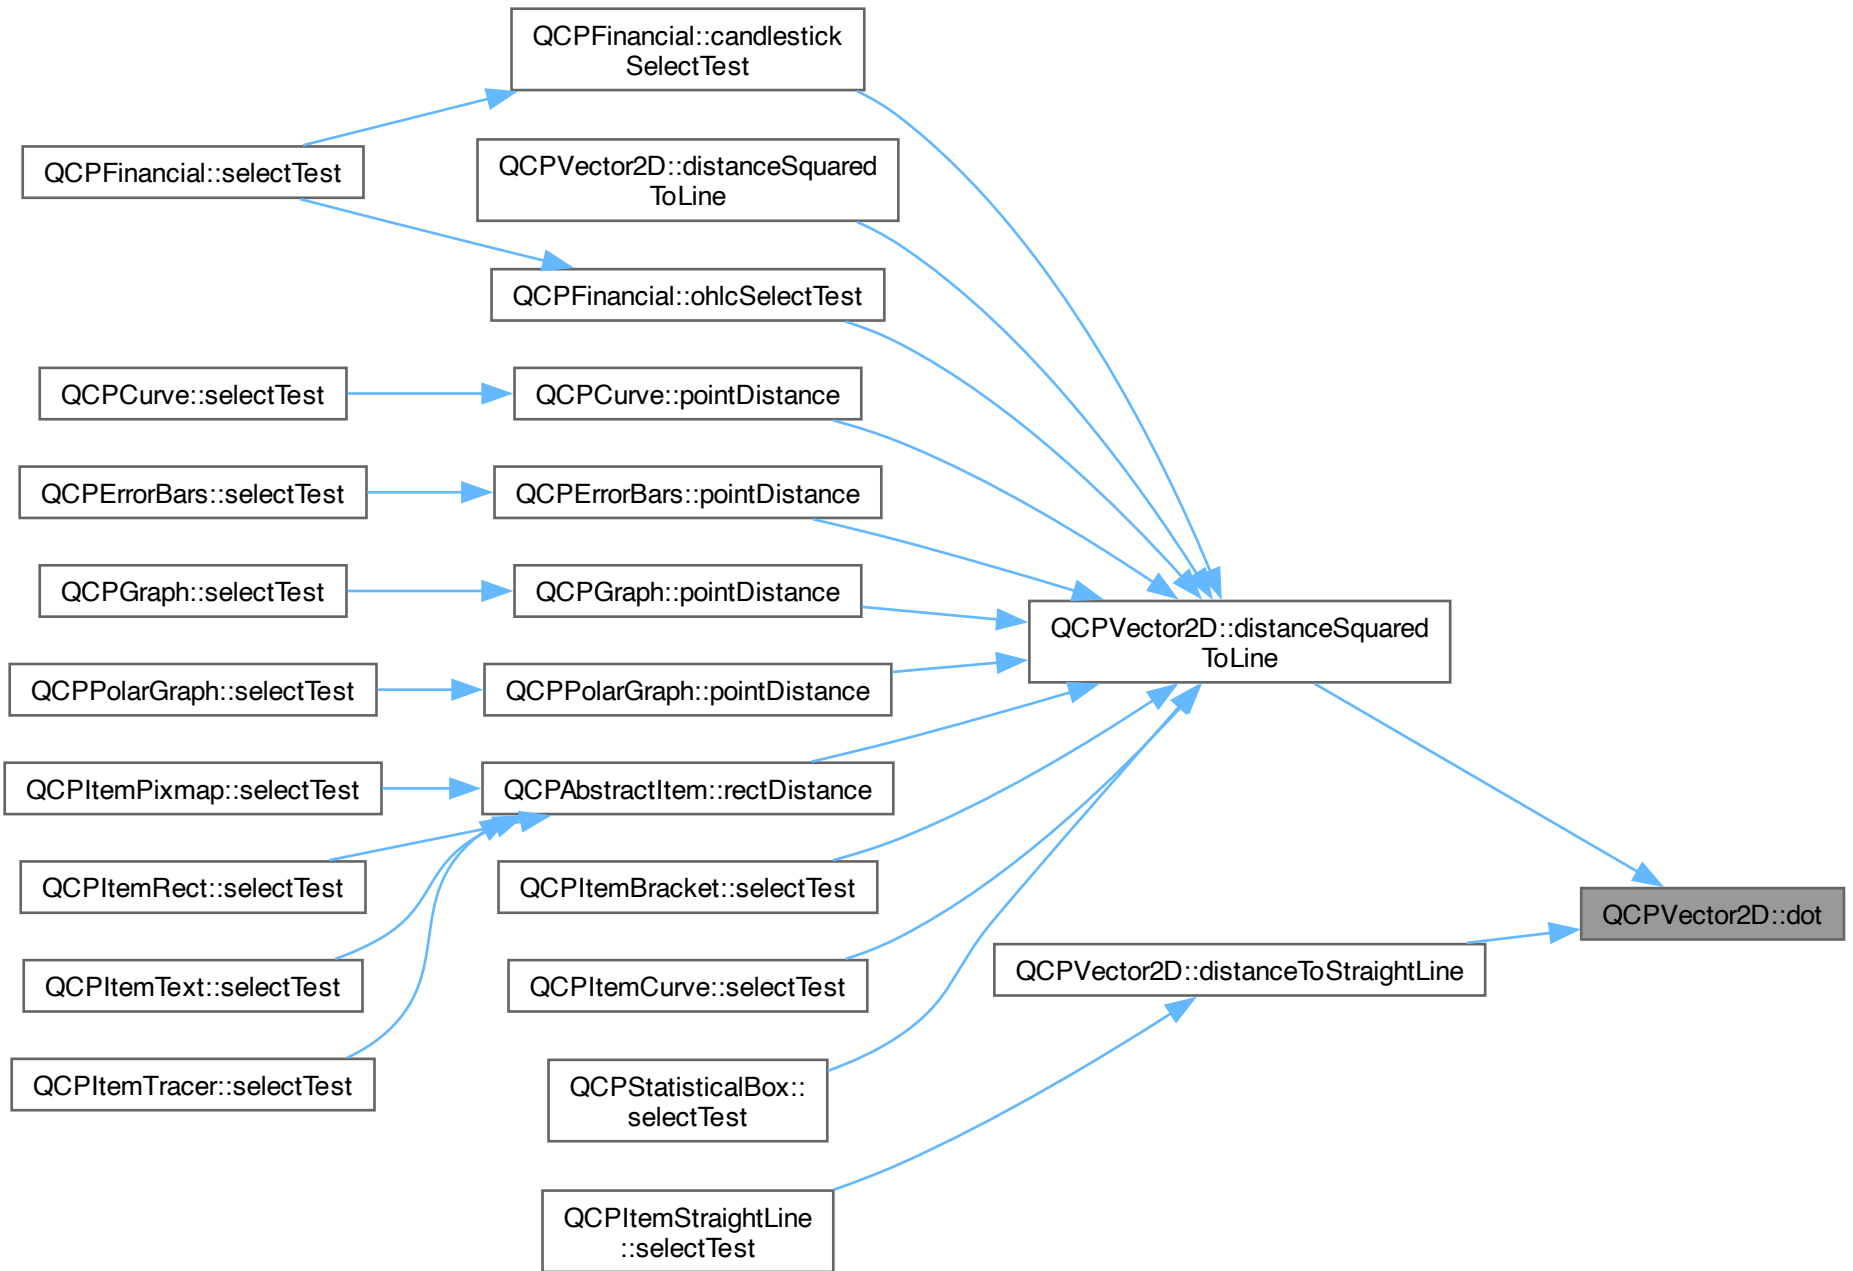 QCPFinancial::candlestick
SelectTest
QCPFinancial::selectTest
QCPVector2D::distanceSquared
ToLine
QCPFinancial::ohlcSelectTest
QCPCurve::selectTest
QCPCurve::pointDistance
QCPErrorBars::selectTest
QCPErrorBars::pointDistance
QCPGraph::selectTest
QCPGraph::pointDistance
QCPVector2D::distanceSquared
ToLine
QCPPolarGraph::selectTest
QCPPolarGraph::pointDistance
QCPItemPixmap::selectTest
QCPAbstractItem::rectDistance
QCPItemRect::selectTest
QCPItemBracket::selectTest
QCPVector2D::dot
QCPItemText::selectTest
QCPItemCurve::selectTest
QCPVector2D::distanceToStraightLine
QCPItemTracer::selectTest
QCPStatisticalBox::
selectTest
QCPItemStraightLine
::selectTest